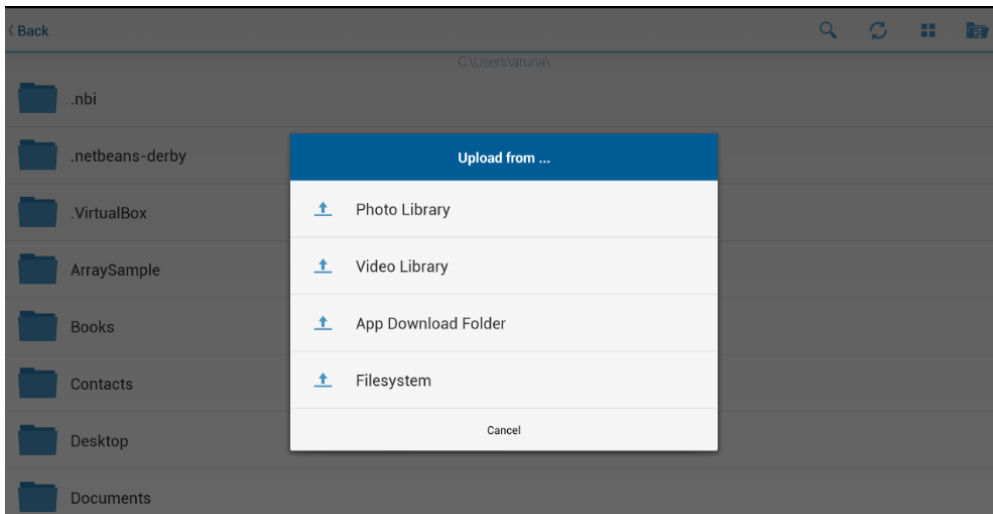 Back
C:\Users\aruna\
.nbi
.netbeans-derby
.VirtualBox
ArraySample
Books
Contacts
Desktop
Documents
Upload from ...
Photo Library
Video Library
App Download Folder
Filesystem
Cancel